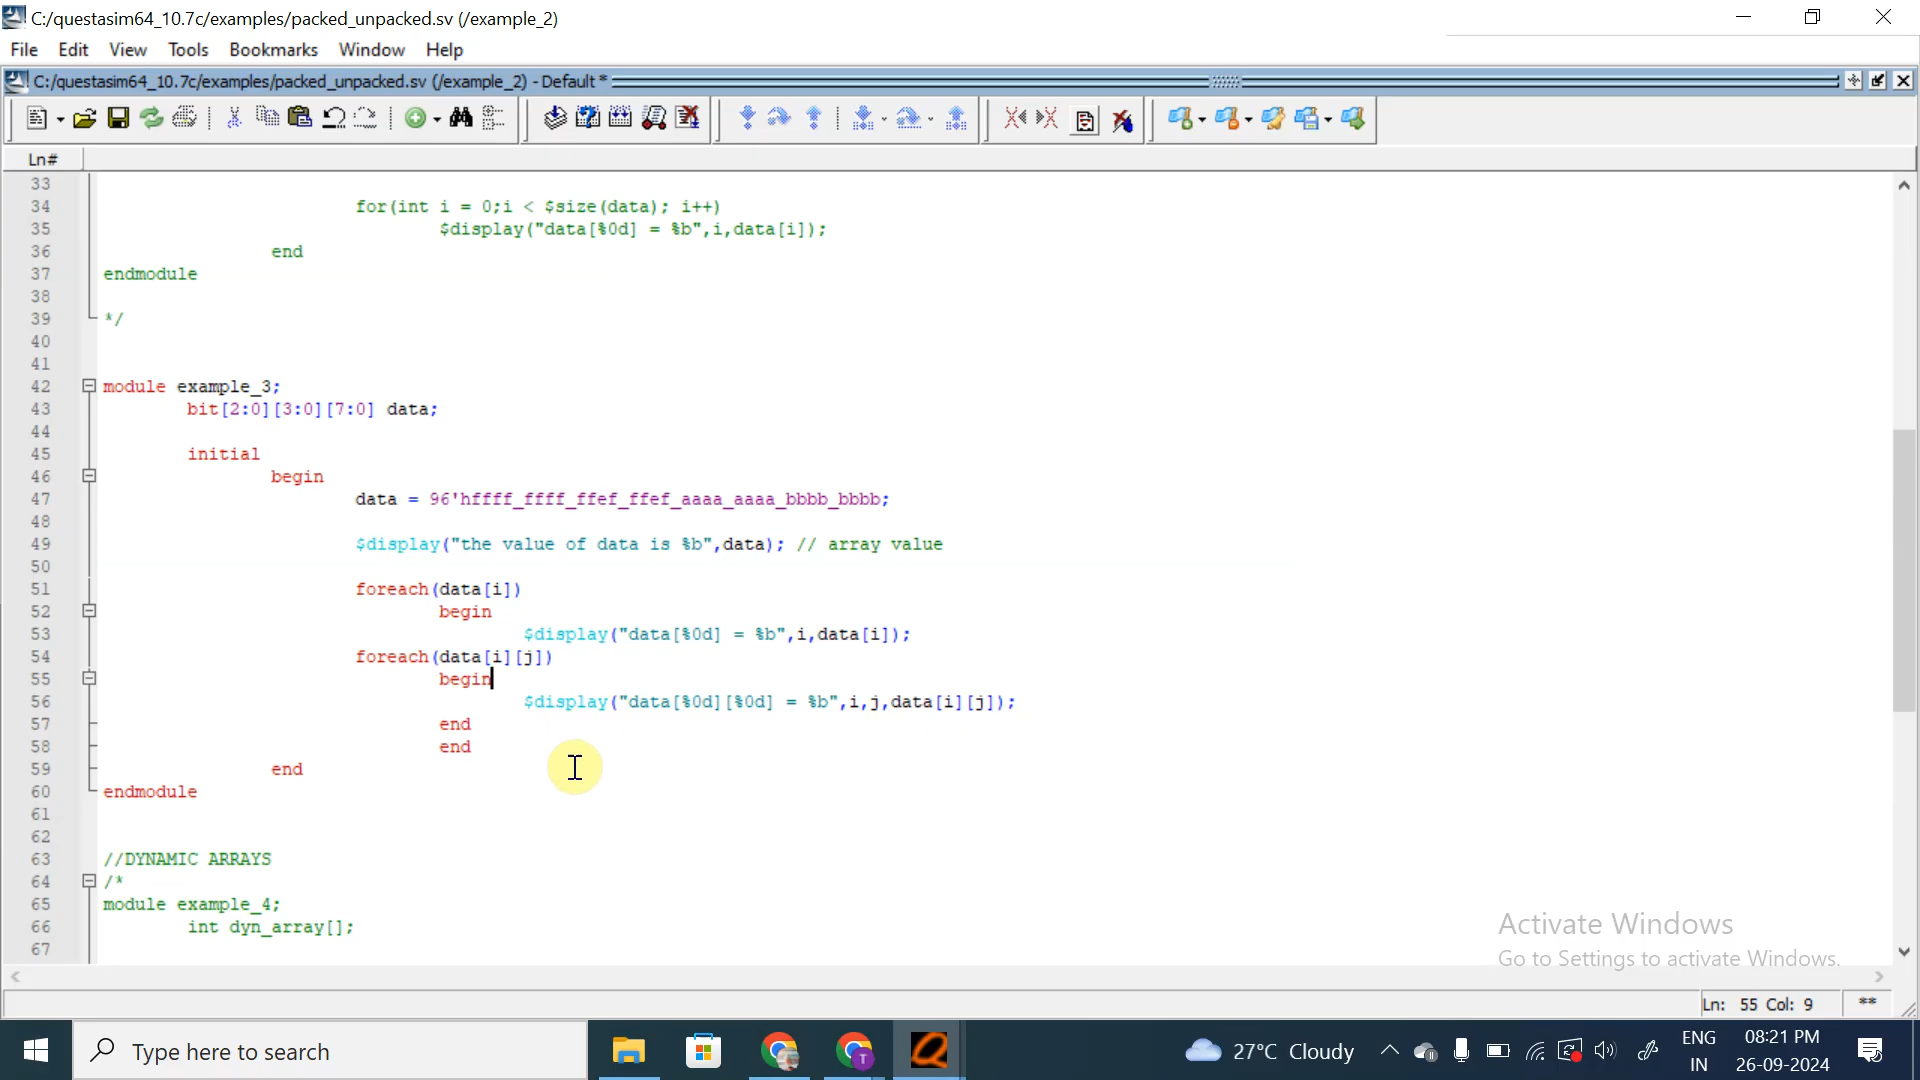 C:/questasim64_10.7c/examples/packed_unpacked.sv (/example_2)
File Edit View Tools Bookmarks Window Help
C:/questasim64_10.7c/examples/packed_unpacked.sv (/example_2) - Default *
Ln#
33
34 for(int i = 0;i < $size(data); i++)
35 $display("data[%0d] = %b",i,data[i]);
36 end
37 endmodule
38
39 */
40
41
42 module example_3;
43 bit[2:0][3:0][7:0] data;
44
45 initial
46 begin
47 data = 96'hffff_ffff_ffef_ffef_aaaa_aaaa_bbbb_bbbb;
48
49 $display("the value of data is %b",data); // array value
50
51 foreach(data[i])
52 begin
53 $display("data[%0d] = %b",i,data[i]);
54 foreach(data[i][j])
55 begin
56 $display("data[%0d][%0d] = %b",i,j,data[i][j]);
57 end
58 end
59 end
60 endmodule
61
62
63 //DYNAMIC ARRAYS
64 /*
65 module example_4;
66 int dyn_array[];
67
Activate Windows
Go to Settings to activate Windows.
Ln: 55 Col: 9 **
Type here to search
T
27°C Cloudy
ENG
IN
08:21 PM
26-09-2024